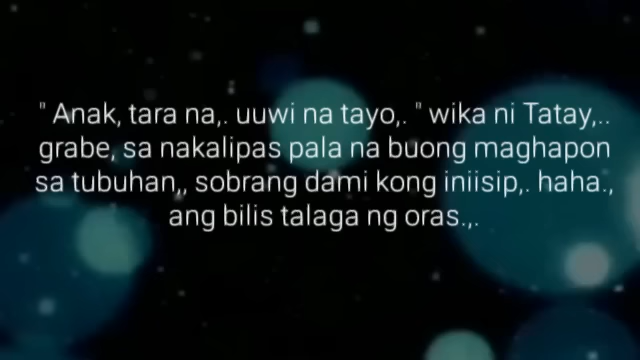 " Anak, tara na,. uuwi na tayo,. " wika ni Tatay,..
grabe, sa nakalipas pala na buong maghapon
sa tubuhan,, sobrang dami kong iniisip,. haha.,
ang bilis talaga ng oras.,.